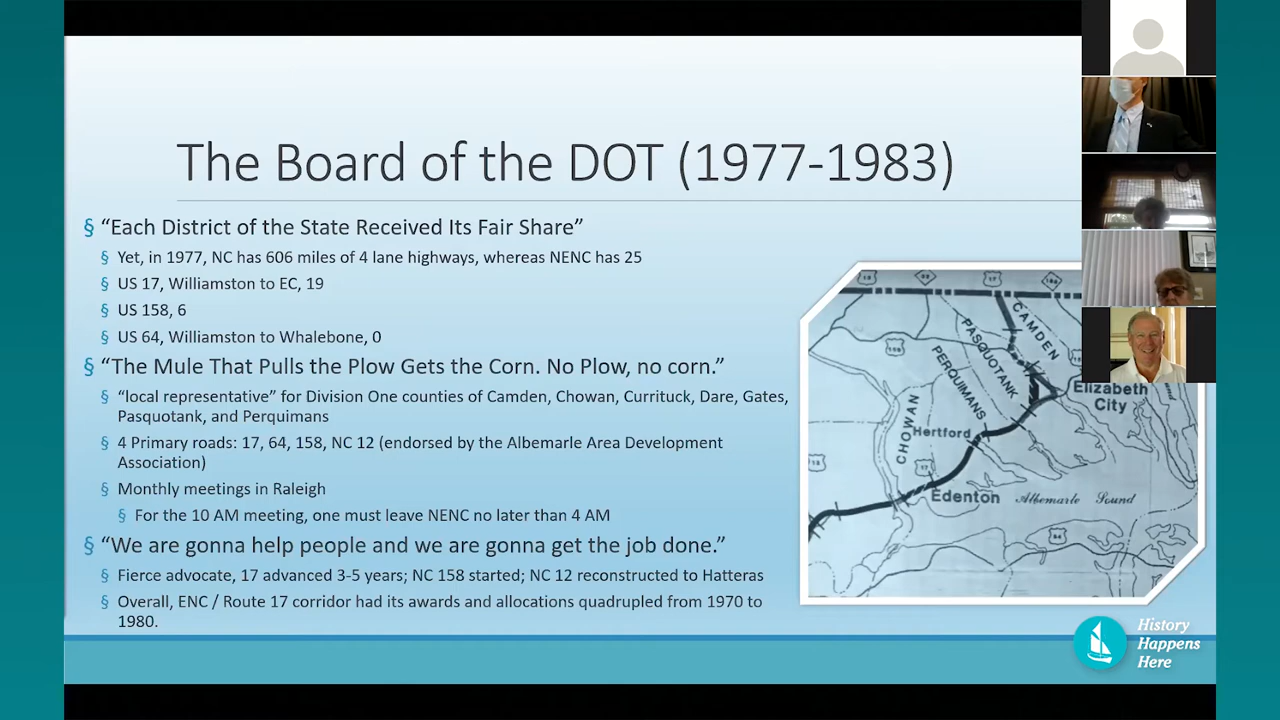 The Board of the DOT (1977-1983)
§ “Each District of the State Received Its Fair Share”
§ Yet, in 1977, NC has 606 miles of 4 lane highways, whereas NENC has 25
§ US 17, Williamston to EC, 19
§ US 158, 6
§ US 64, Williamston to Whalebone, 0
§ “The Mule That Pulls the Plow Gets the Corn. No Plow, no corn.”
§ “local representative” for Division One counties of Camden, Chowan, Currituck, Dare, Gates,
Pasquotank, and Perquimans
§ 4 Primary roads: 17, 64, 158, NC 12 (endorsed by the Albemarle Area Development
Association)
§ Monthly meetings in Raleigh
§ For the 10 AM meeting, one must leave NENC no later than 4 AM
§ “We are gonna help people and we are gonna get the job done.”
§ Fierce advocate, 17 advanced 3-5 years; NC 158 started; NC 12 reconstructed to Hatteras
§ Overall, ENC / Route 17 corridor had its awards and allocations quadrupled from 1970 to
1980.
17
CAMDEN
PASQUOTANK
PERQUIMANS
CHOWAN
Elizabeth
City
Hertford
17
Edenton
Albemarle Sound
64
History
Happens
Here